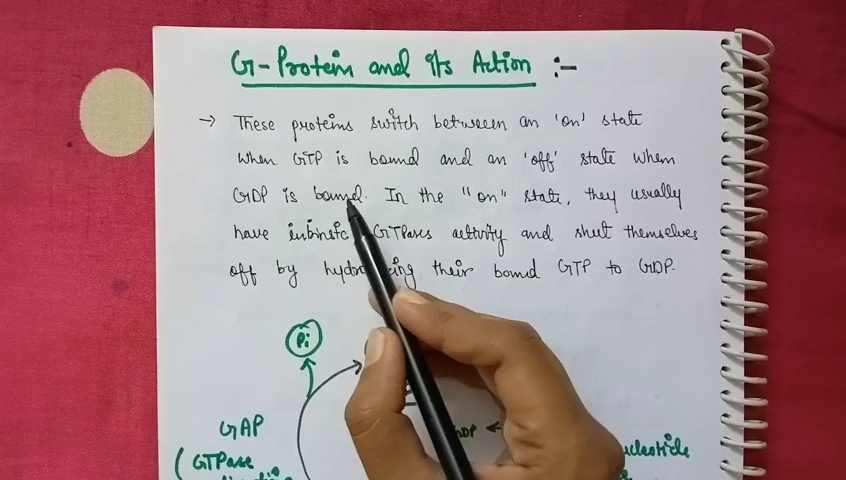 G-Protein and its Action :-
→ These proteins switch between an 'on' state
when GTP is bound and an 'off' state when
GDP is bound. In the "on" state, they usually
have intrinsic GTPases activity and shut themselves
off by their bound GTP to GDP.
Pi
GAP
GDP ←
(GTPase